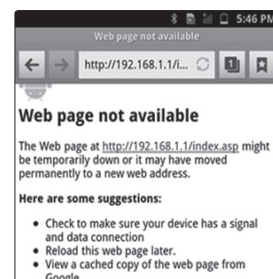 5:46 PM
Web page not available
http://192.168.1.1/i...
1
Web page not available
The Web page at http://192.168.1.1/index.asp might
be temporarily down or it may have moved
permanently to a new web address.
Here are some suggestions:
• Check to make sure your device has a signal
and data connection
• Reload this web page later.
• View a cached copy of the web page from
Google